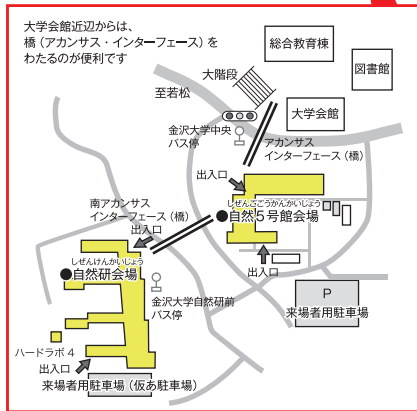 大学会館近辺からは、
橋（アカンサス・インターフェース）を
わたるのが便利です
総合教育棟
図書館
大階段
至若松
大学会館
金沢大学中央
バス停
アカンサス
インターフェース（橋）
出入口
しぜんごごうかんかいじょう
自然5号館会場
南アカンサス
インターフェース（橋）
出入口
しぜんけんかいじょう
自然研会場
出入口
金沢大学自然研前
バス停
P
来場者用駐車場
ハードラボ 4
出入口
来場者用駐車場（仮あ駐車場）